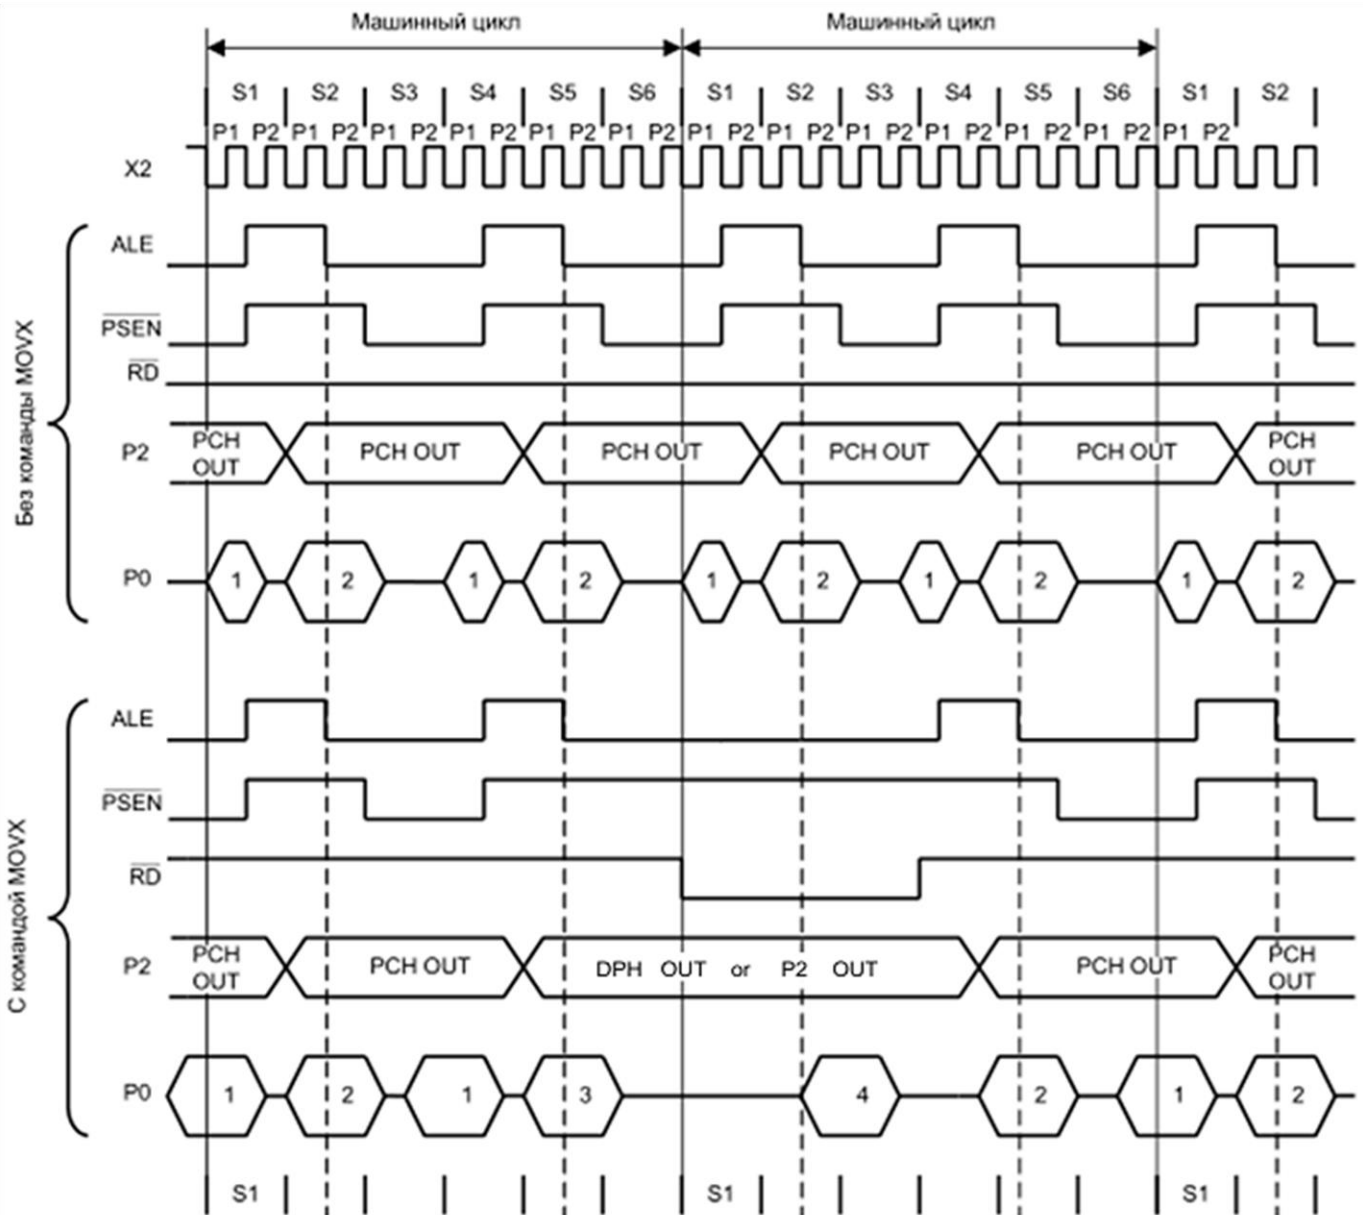 Машинный цикл Машинный цикл
S1 S2 S3 S4 S5 S6 S1 S2 S3 S4 S5 S6 S1 S2
P1 P2 P1 P2 P1 P2 P1 P2 P1 P2 P1 P2 P1 P2 P1 P2 P1 P2 P1 P2 P1 P2 P1 P2 P1 P2
X2
Без команды MOVX
ALE
PSEN
RD
P2 PCH OUT PCH OUT PCH OUT PCH OUT PCH OUT PCH OUT
P0 1 2 1 2 1 2 1 2 1 2
С командой MOVX
ALE
PSEN
RD
P2 PCH OUT PCH OUT DPH OUT or P2 OUT PCH OUT PCH OUT
P0 1 2 1 3 4 2 1 2
S1 S1 S1